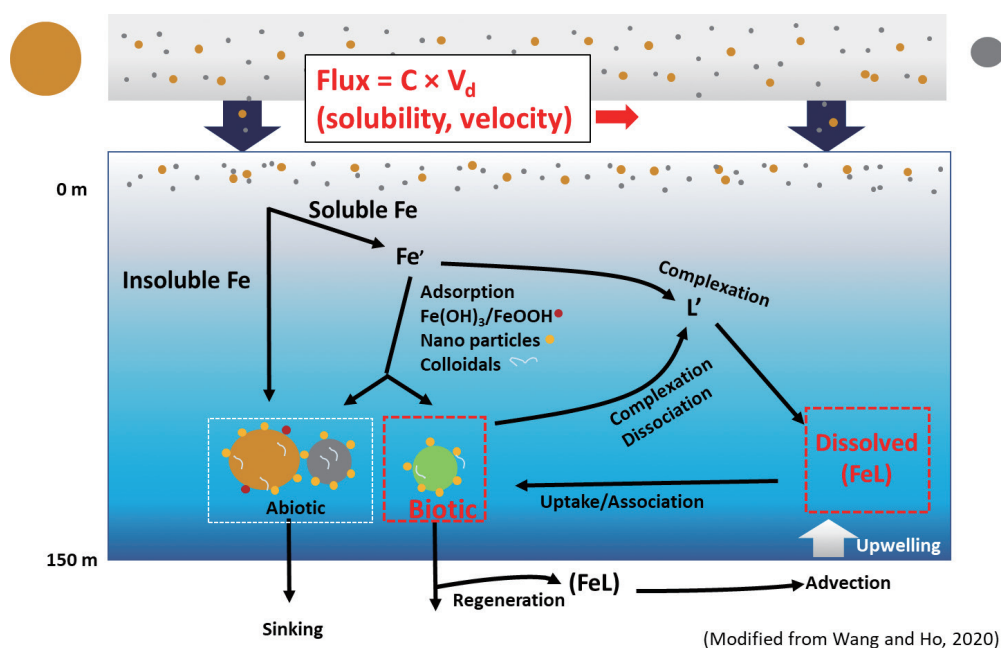 Flux = C × Vd
(solubility, velocity)
0 m
Soluble Fe
Insoluble Fe
Fe’
Complexation
L’
Adsorption
Fe(OH)3/FeOOH
Nano particles
Colloidals
Complexation
Dissociation
Dissolved
(FeL)
Abiotic
Biotic
Uptake/Association
Upwelling
150 m
Regeneration
(FeL)
Advection
Sinking
(Modified from Wang and Ho, 2020)